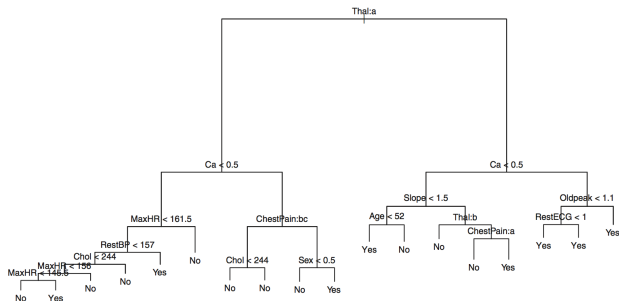 Thal:a
Ca < 0.5
Ca < 0.5
Slope < 1.5
Oldpeak < 1.1
MaxHR < 161.5
ChestPain:bc
Age < 52
Thal:b
RestECG < 1
ChestPain:a
Yes
Yes
No
No
Yes
Yes
RestBP < 157
Chol < 244
No
No
Yes
MaxHR < 156
Chol < 244
Sex < 0.5
MaxHR < 145.5
No
Yes
No
No
No
No
No
Yes
No
Yes